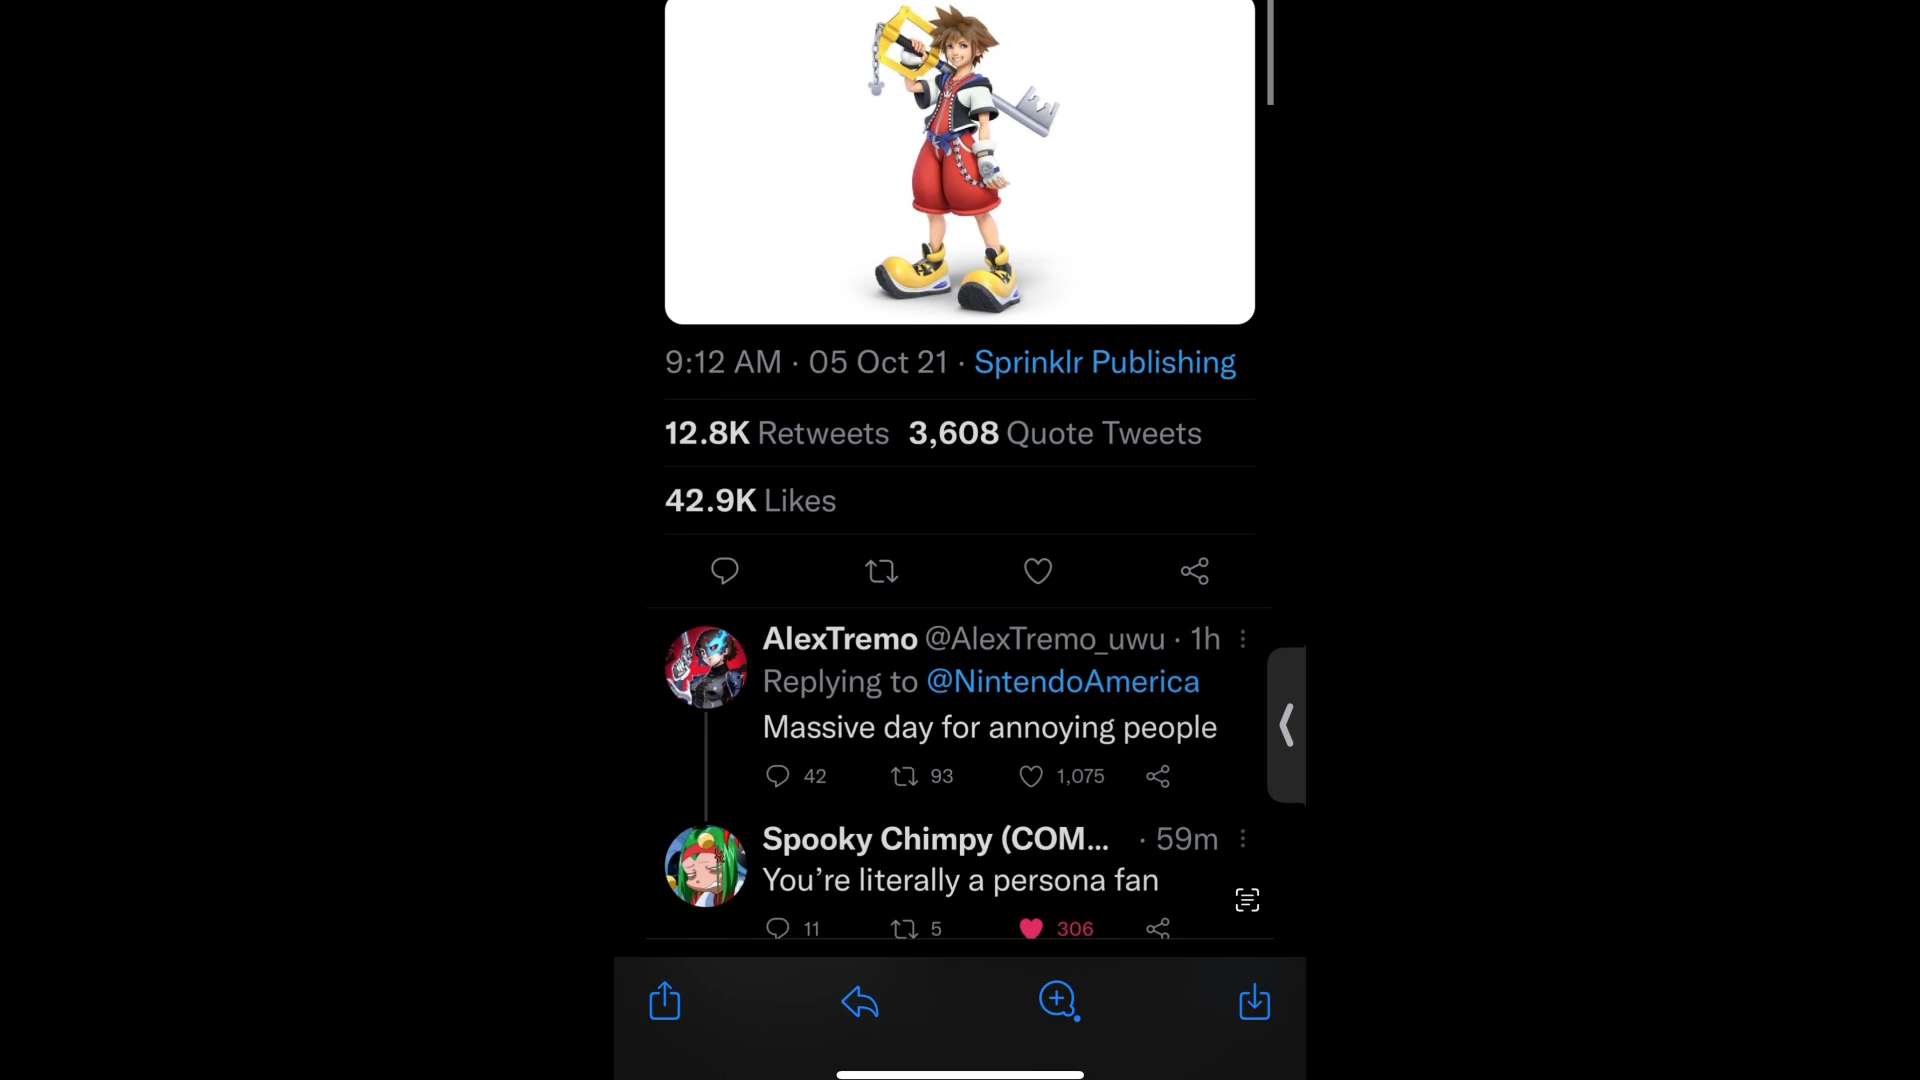 9:12 AM · 05 Oct 21 · Sprinklr Publishing
12.8K Retweets 3,608 Quote Tweets
42.9K Likes
AlexTremo @AlexTremo_uwu · 1h
Replying to @NintendoAmerica
Massive day for annoying people
42 93 1,075
Spooky Chimpy (COM... · 59m
You're literally a persona fan
11 5 306